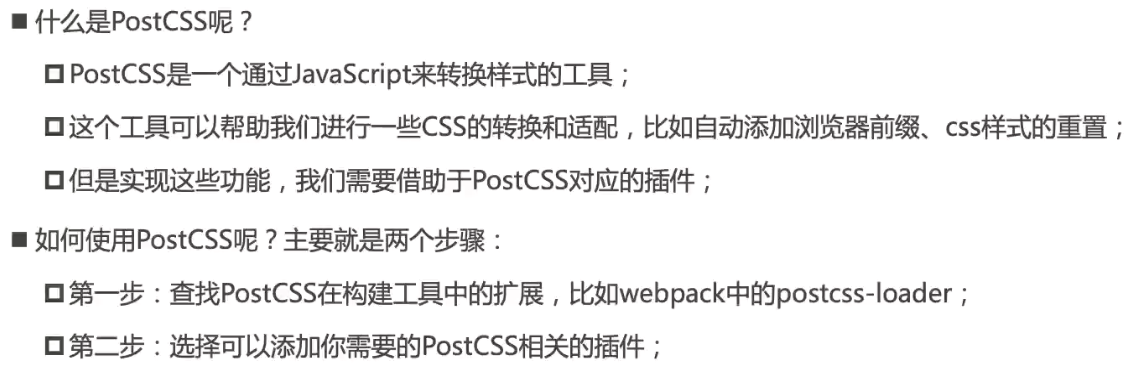 ■ 什么是PostCSS呢？
❑ PostCSS是一个通过JavaScript来转换样式的工具；
❑ 这个工具可以帮助我们进行一些CSS的转换和适配，比如自动添加浏览器前缀、css样式的重置；
❑ 但是实现这些功能，我们需要借助于PostCSS对应的插件；
■ 如何使用PostCSS呢？主要就是两个步骤：
❑ 第一步：查找PostCSS在构建工具中的扩展，比如webpack中的postcss-loader；
❑ 第二步：选择可以添加你需要的PostCSS相关的插件；